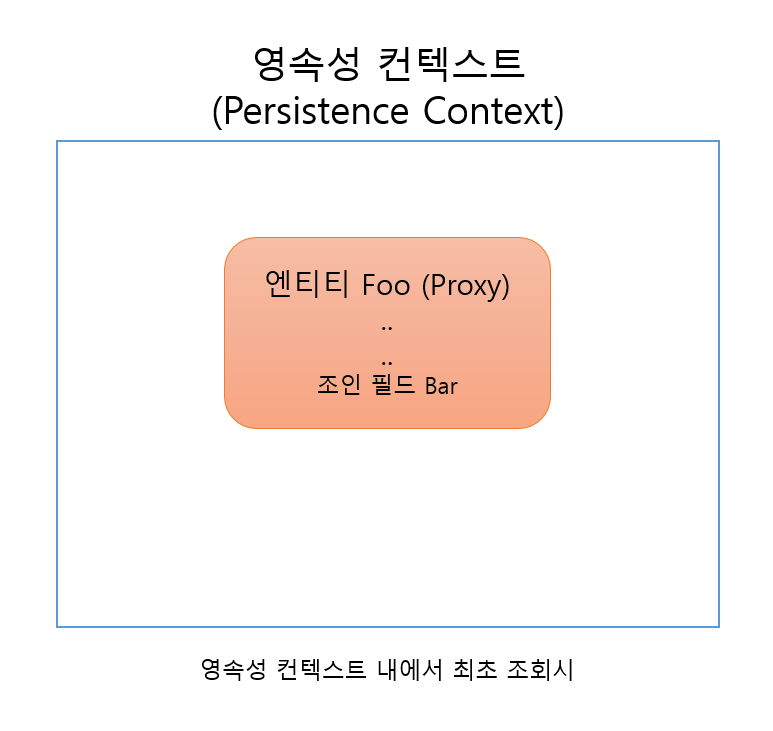 영속성 컨텍스트
(Persistence Context)
엔티티 Foo (Proxy)
..
..
조인 필드 Bar
영속성 컨텍스트 내에서 최초 조회시